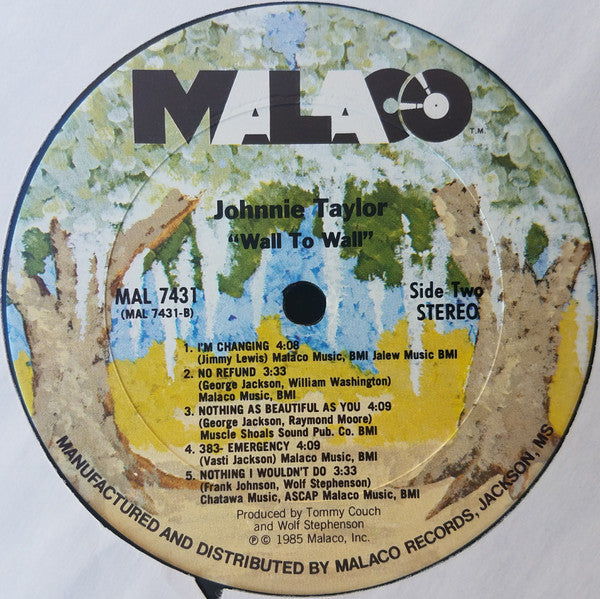 MALACO
T.M.
Johnnie Taylor
"Wall To Wall"
MAL 7431
(MAL 7431-B)
Side Two
STEREO
1. I'M CHANGING 4:08
(Jimmy Lewis) Malaco Music, BMI Jalew Music BMI
2. NO REFUND 3:33
(George Jackson, William Washington)
Malaco Music, BMI
3. NOTHING AS BEAUTIFUL AS YOU 4:09
(George Jackson, Raymond Moore)
Muscle Shoals Sound Pub. Co. BMI
4. 383- EMERGENCY 4:09
(Vasti Jackson) Malaco Music, BMI
5. NOTHING I WOULDN'T DO 3:33
(Frank Johnson, Wolf Stephenson)
Chatawa Music, ASCAP Malaco Music, BMI
Produced by Tommy Couch
and Wolf Stephenson
℗ © 1985 Malaco, Inc.
MANUFACTURED AND DISTRIBUTED BY MALACO RECORDS, JACKSON, MS